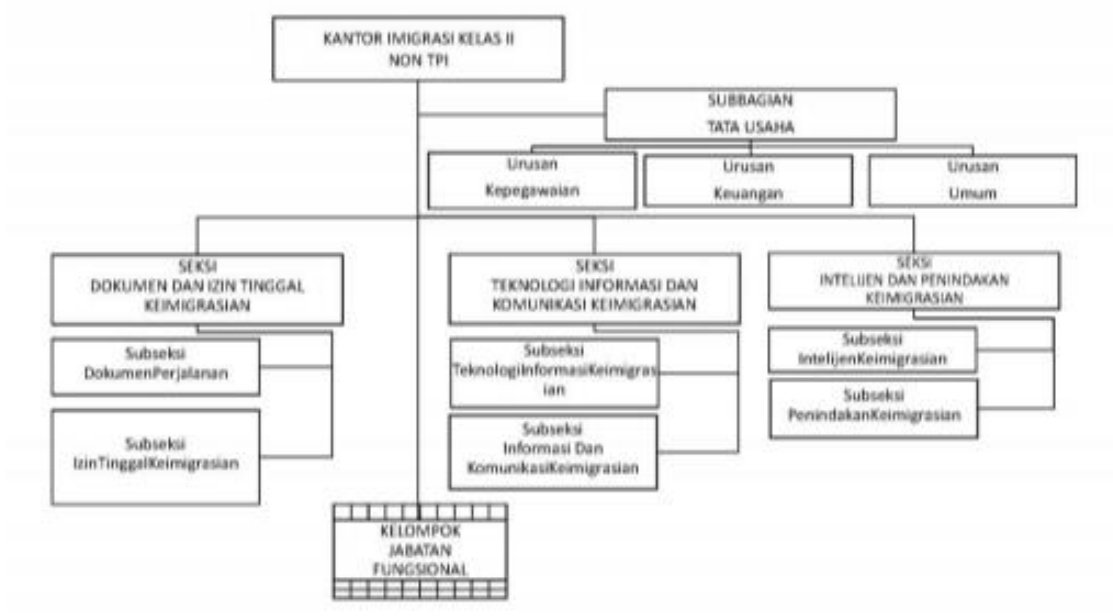 KANTOR IMIGRASI KELAS II
NON TPI
SUBBAGIAN
TATA USAHA
Urusan
Kepegawaian
Urusan
Keuangan
Urusan
Umum
SEKSI
DOKUMEN DAN IZIN TINGGAL
KEIMIGRASIAN
SEKSI
TEKNOLOGI INFORMASI DAN
KOMUNIKASI KEIMIGRASIAN
SEKSI
INTELIJEN DAN PENINDAKAN
KEIMIGRASIAN
Subseksi
DokumenPerjalanan
Subseksi
IzinTinggalKeimigrasian
Subseksi
TeknologiInformasiKeimigras
ian
Subseksi
Informasi Dan
KomunikasiKeimigrasian
Subseksi
IntelijenKeimigrasian
Subseksi
PenindakanKeimigrasian
KELOMPOK
JABATAN
FUNGSIONAL